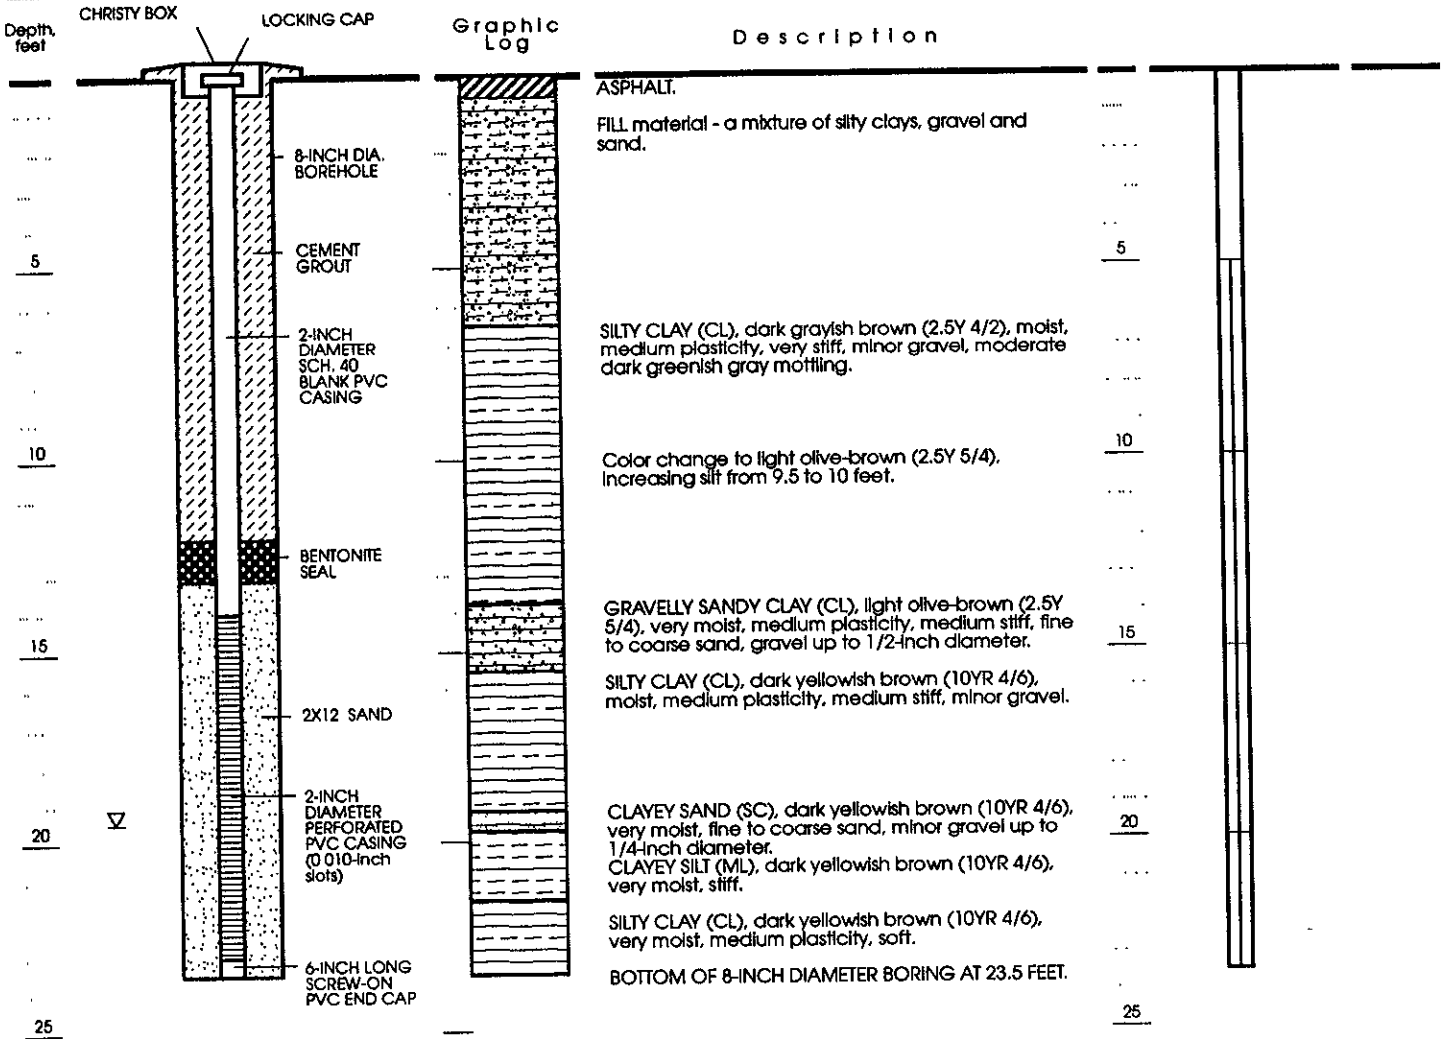 CHRISTY BOX
LOCKING CAP
Depth,
feet
Graphic
Log
Description
8-INCH DIA.
BOREHOLE
CEMENT
GROUT
2-INCH
DIAMETER
SCH. 40
BLANK PVC
CASING
BENTONITE
SEAL
2X12 SAND
2-INCH
DIAMETER
PERFORATED
PVC CASING
(0 010-inch
slots)
6-INCH LONG
SCREW-ON
PVC END CAP
5
10
15
20
25
ASPHALT.
FILL material - a mixture of silty clays, gravel and
sand.
SILTY CLAY (CL), dark grayish brown (2.5Y 4/2), moist,
medium plasticity, very stiff, minor gravel, moderate
dark greenish gray mottling.
Color change to light olive-brown (2.5Y 5/4).
Increasing silt from 9.5 to 10 feet.
GRAVELLY SANDY CLAY (CL), light olive-brown (2.5Y
5/4), very moist, medium plasticity, medium stiff, fine
to coarse sand, gravel up to 1/2-inch diameter.
SILTY CLAY (CL), dark yellowish brown (10YR 4/6),
moist, medium plasticity, medium stiff, minor gravel.
CLAYEY SAND (SC), dark yellowish brown (10YR 4/6),
very moist, fine to coarse sand, minor gravel up to
1/4-inch diameter.
CLAYEY SILT (ML), dark yellowish brown (10YR 4/6),
very moist, stiff.
SILTY CLAY (CL), dark yellowish brown (10YR 4/6),
very moist, medium plasticity, soft.
BOTTOM OF 8-INCH DIAMETER BORING AT 23.5 FEET.
5
10
15
20
25